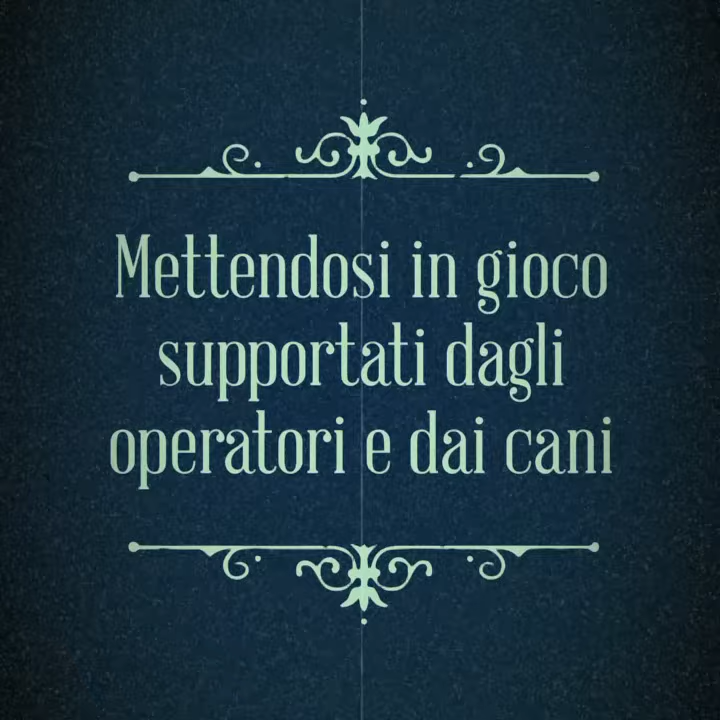 Mettendosi in gioco
supportati dagli
operatori e dai cani